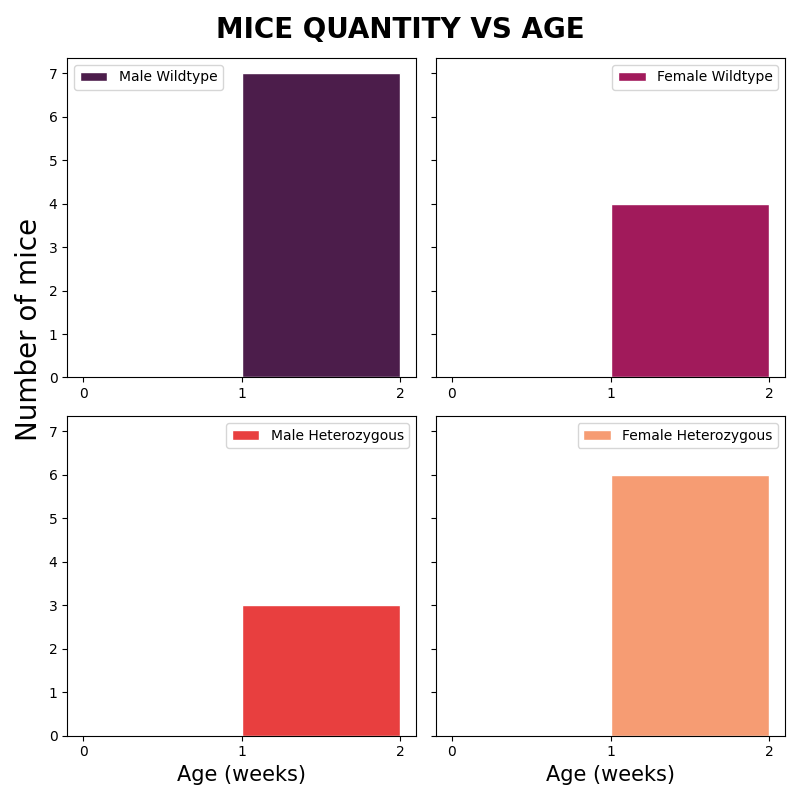 MICE QUANTITY VS AGE
Number of mice
Male Wildtype
7
6
5
4
3
2
1
0
0 1 2
Female Wildtype
0 1 2
Male Heterozygous
7
6
5
4
3
2
1
0
0 1 2
Age (weeks)
Female Heterozygous
0 1 2
Age (weeks)